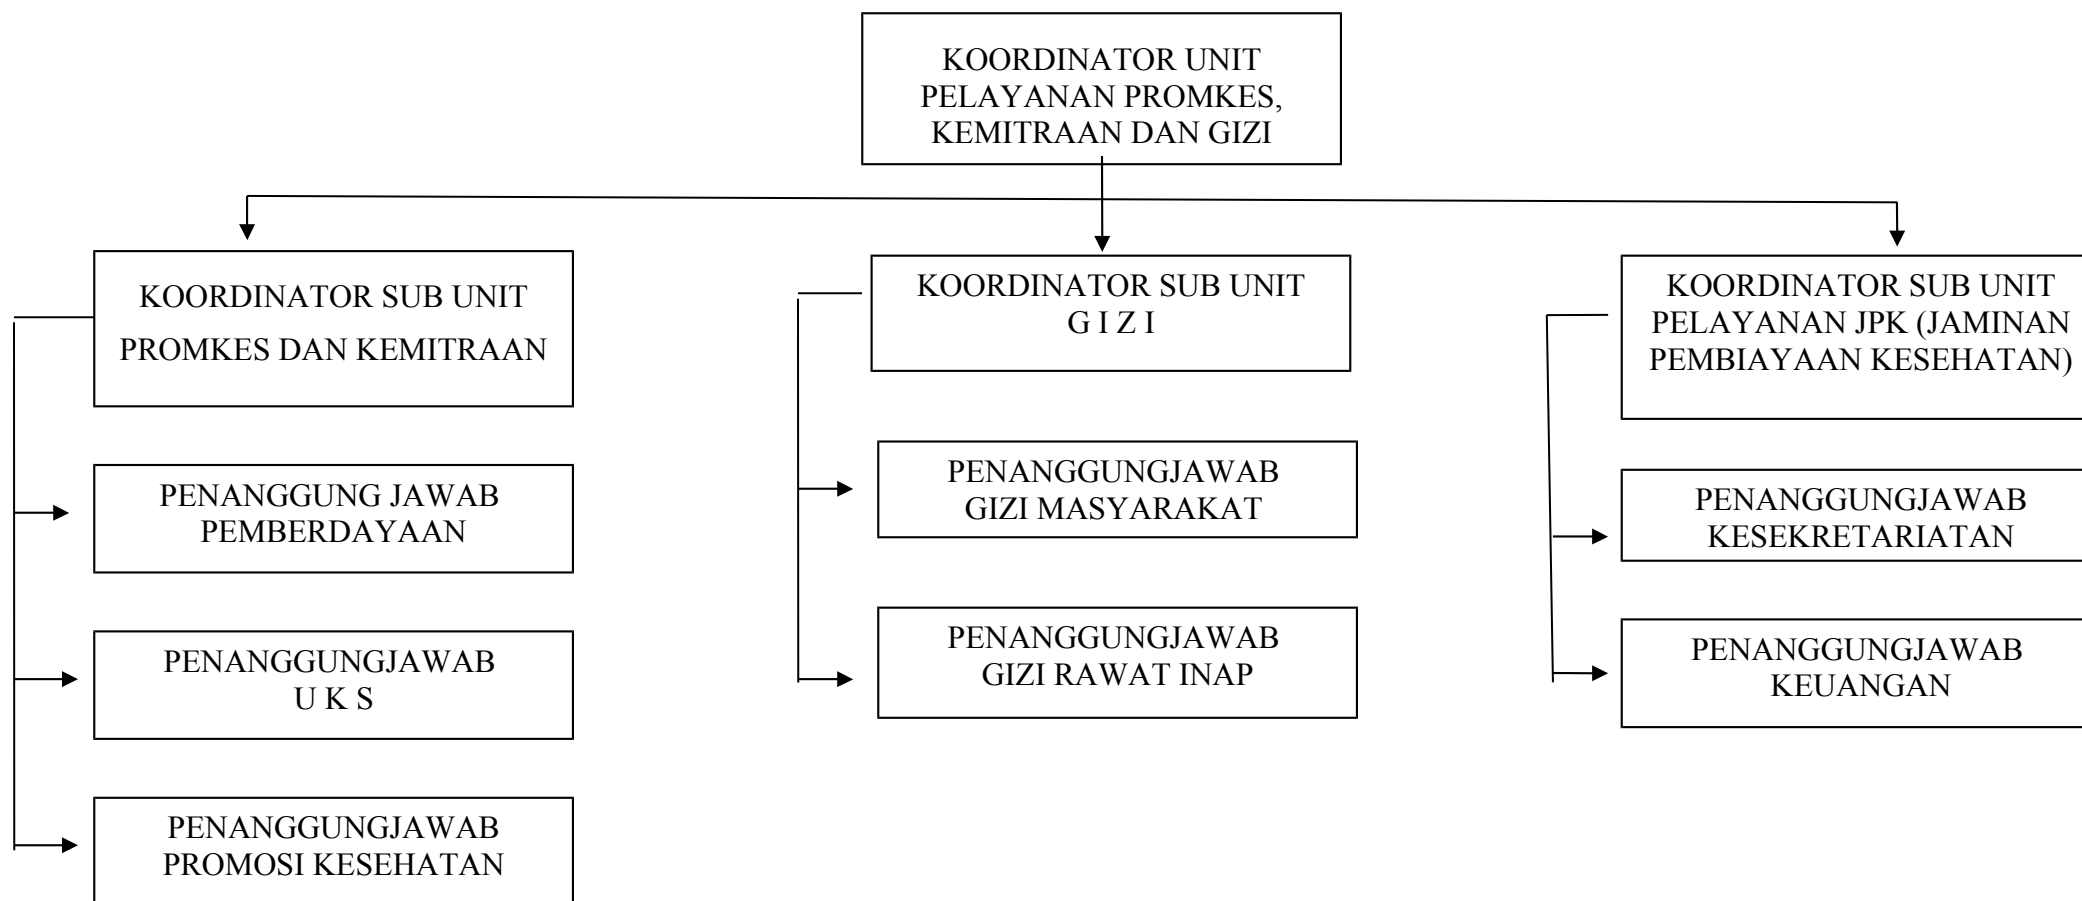 KOORDINATOR UNIT
PELAYANAN PROMKES,
KEMITRAAN DAN GIZI
KOORDINATOR SUB UNIT
PROMKES DAN KEMITRAAN
PENANGGUNG JAWAB
PEMBERDAYAAN
PENANGGUNGJAWAB
U K S
PENANGGUNGJAWAB
PROMOSI KESEHATAN
KOORDINATOR SUB UNIT
G I Z I
PENANGGUNGJAWAB
GIZI MASYARAKAT
PENANGGUNGJAWAB
GIZI RAWAT INAP
KOORDINATOR SUB UNIT
PELAYANAN JPK (JAMINAN
PEMBIAYAAN KESEHATAN)
PENANGGUNGJAWAB
KESEKRETARIATAN
PENANGGUNGJAWAB
KEUANGAN